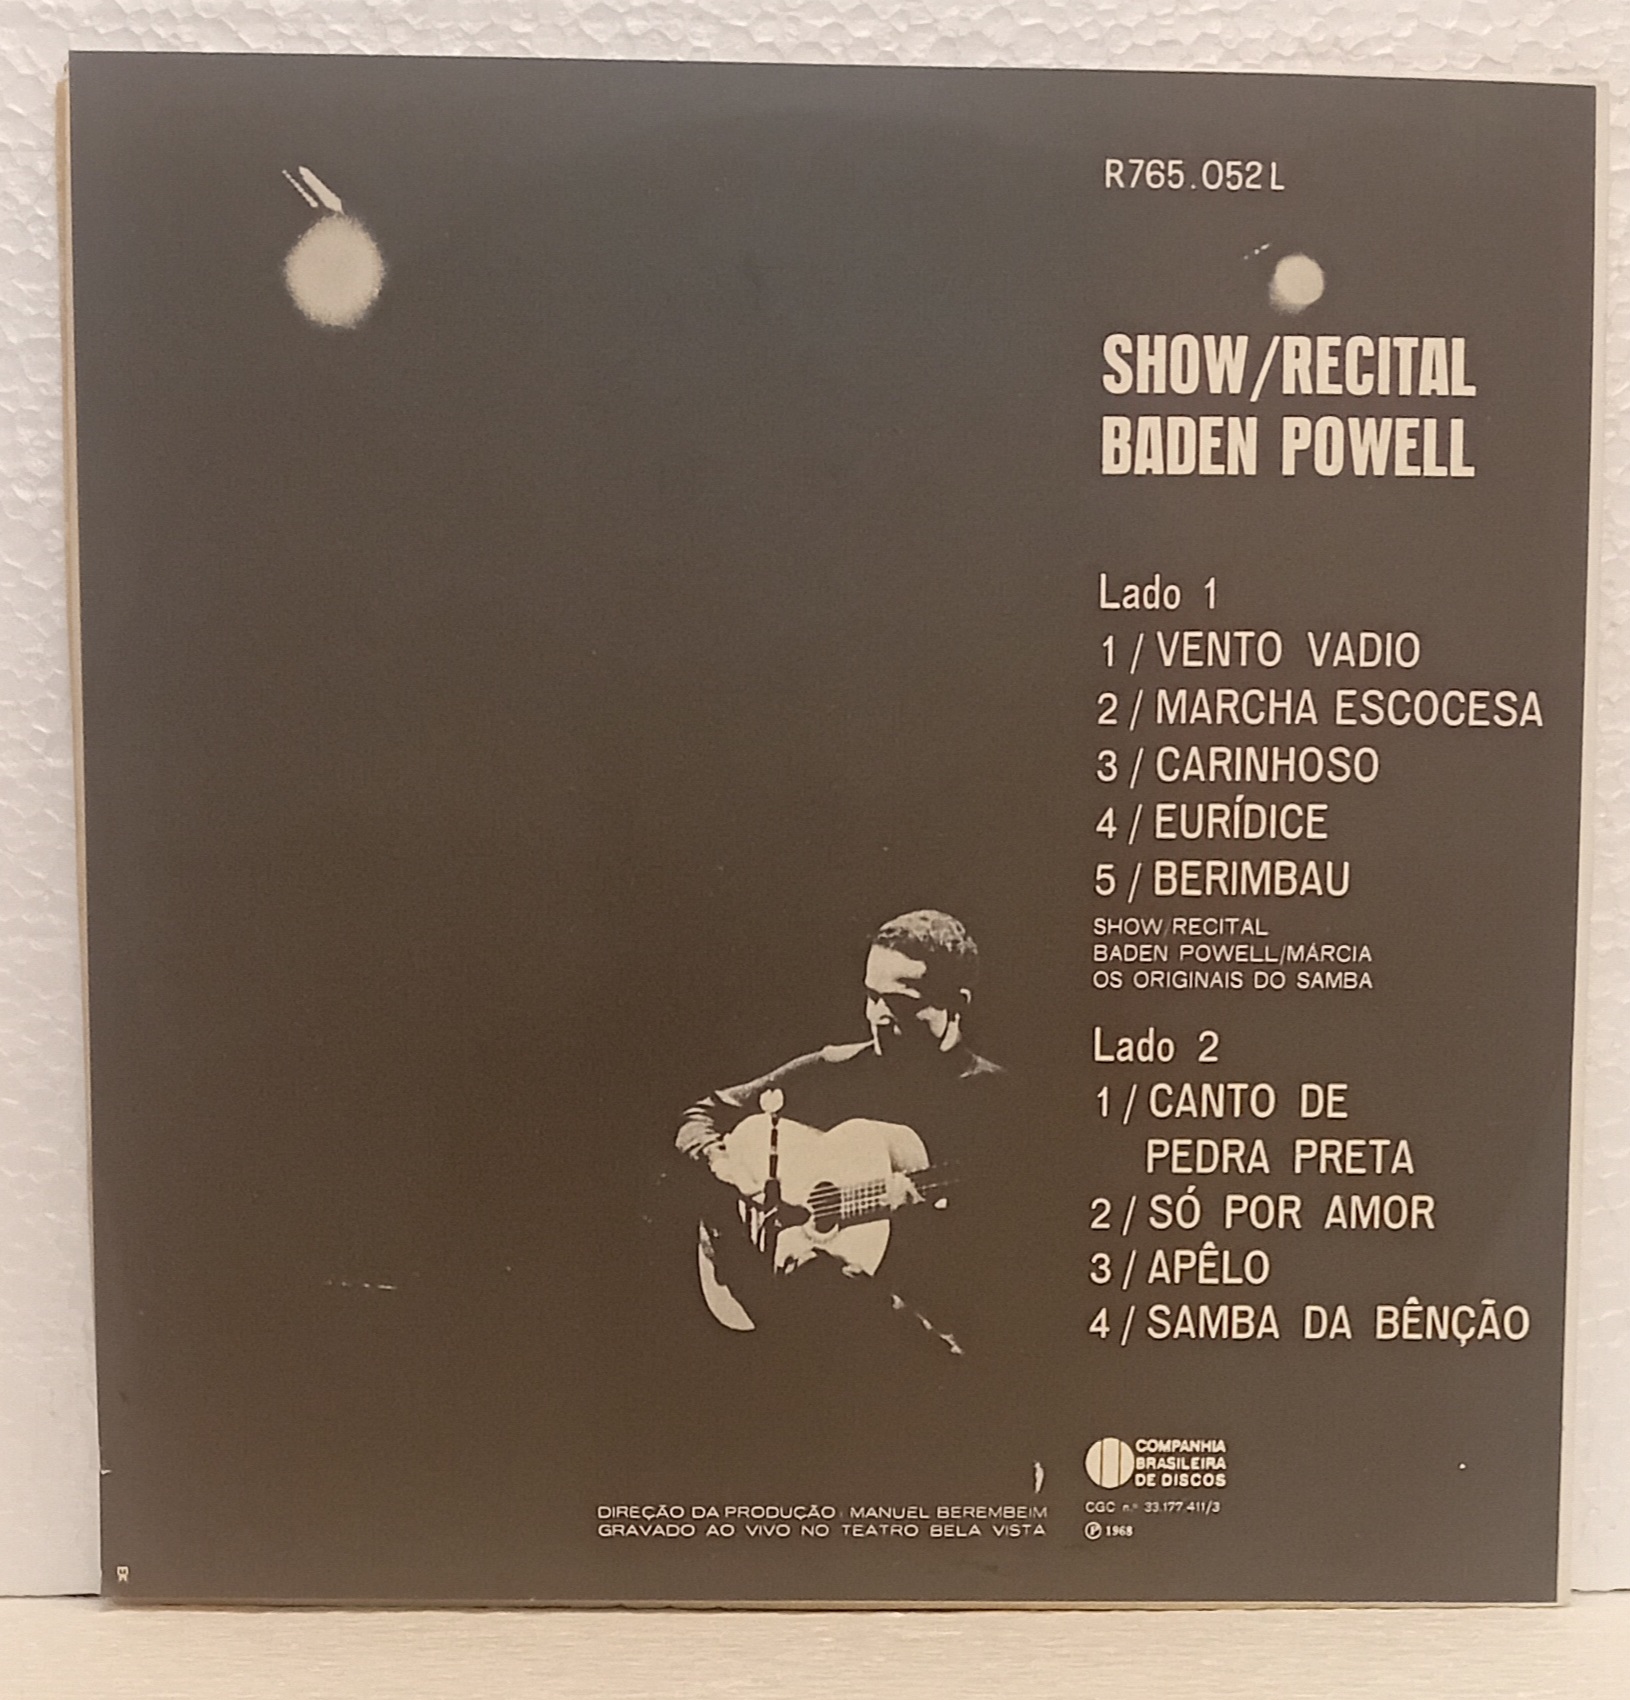 R765.052L
SHOW/RECITAL
BADEN POWELL
Lado 1
1/VENTO VADIO
2/MARCHA ESCOCESA
3/CARINHOSO
4/EURÍDICE
5/BERIMBAU
SHOW/RECITAL
BADEN POWELL/MÁRCIA
OS ORIGINAIS DO SAMBA
Lado 2
1/CANTO DE
PEDRA PRETA
2/SÓ POR AMOR
3/APÊLO
4/SAMBA DA BÊNÇÃO
COMPANHIA
BRASILEIRA
DE DISCOS
CGC n.º 33.177.411/3
℗ 1968
DIREÇÃO DA PRODUÇÃO: MANUEL BEREMBEIM
GRAVADO AO VIVO NO TEATRO BELA VISTA